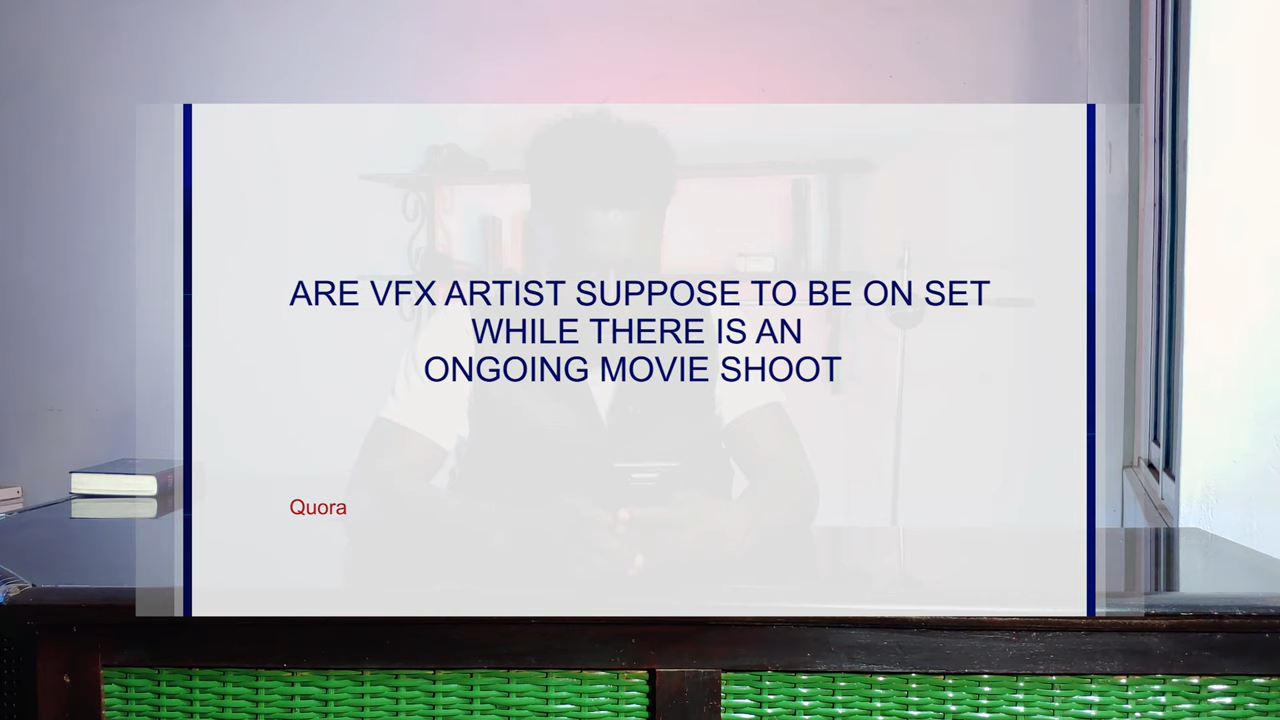 ARE VFX ARTIST SUPPOSE TO BE ON SET
WHILE THERE IS AN
ONGOING MOVIE SHOOT
Quora